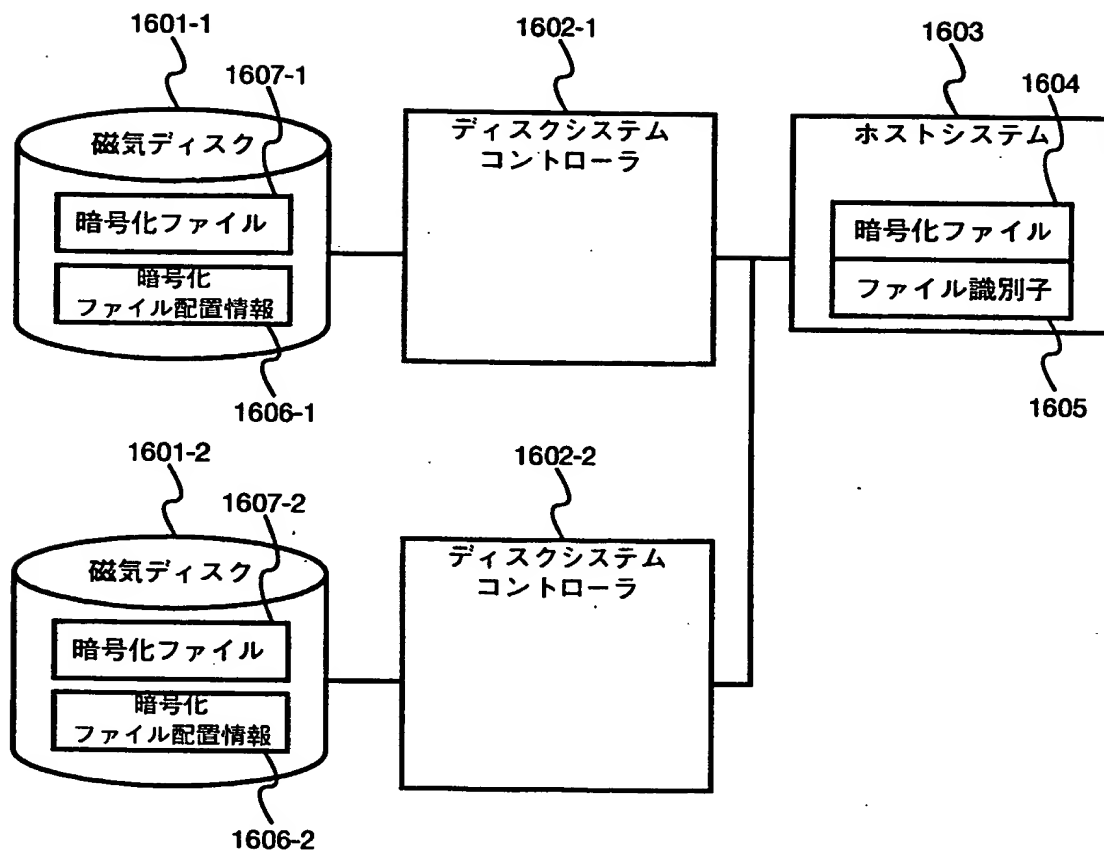 1601-1
1602-1
1603
1607-1
1604
磁気ディスク
ディスクシステム
コントローラ
ホストシステム
暗号化ファイル
暗号化ファイル
暗号化
ファイル配置情報
ファイル識別子
1606-1
1605
1601-2
1602-2
1607-2
磁気ディスク
ディスクシステム
コントローラ
暗号化ファイル
暗号化
ファイル配置情報
1606-2